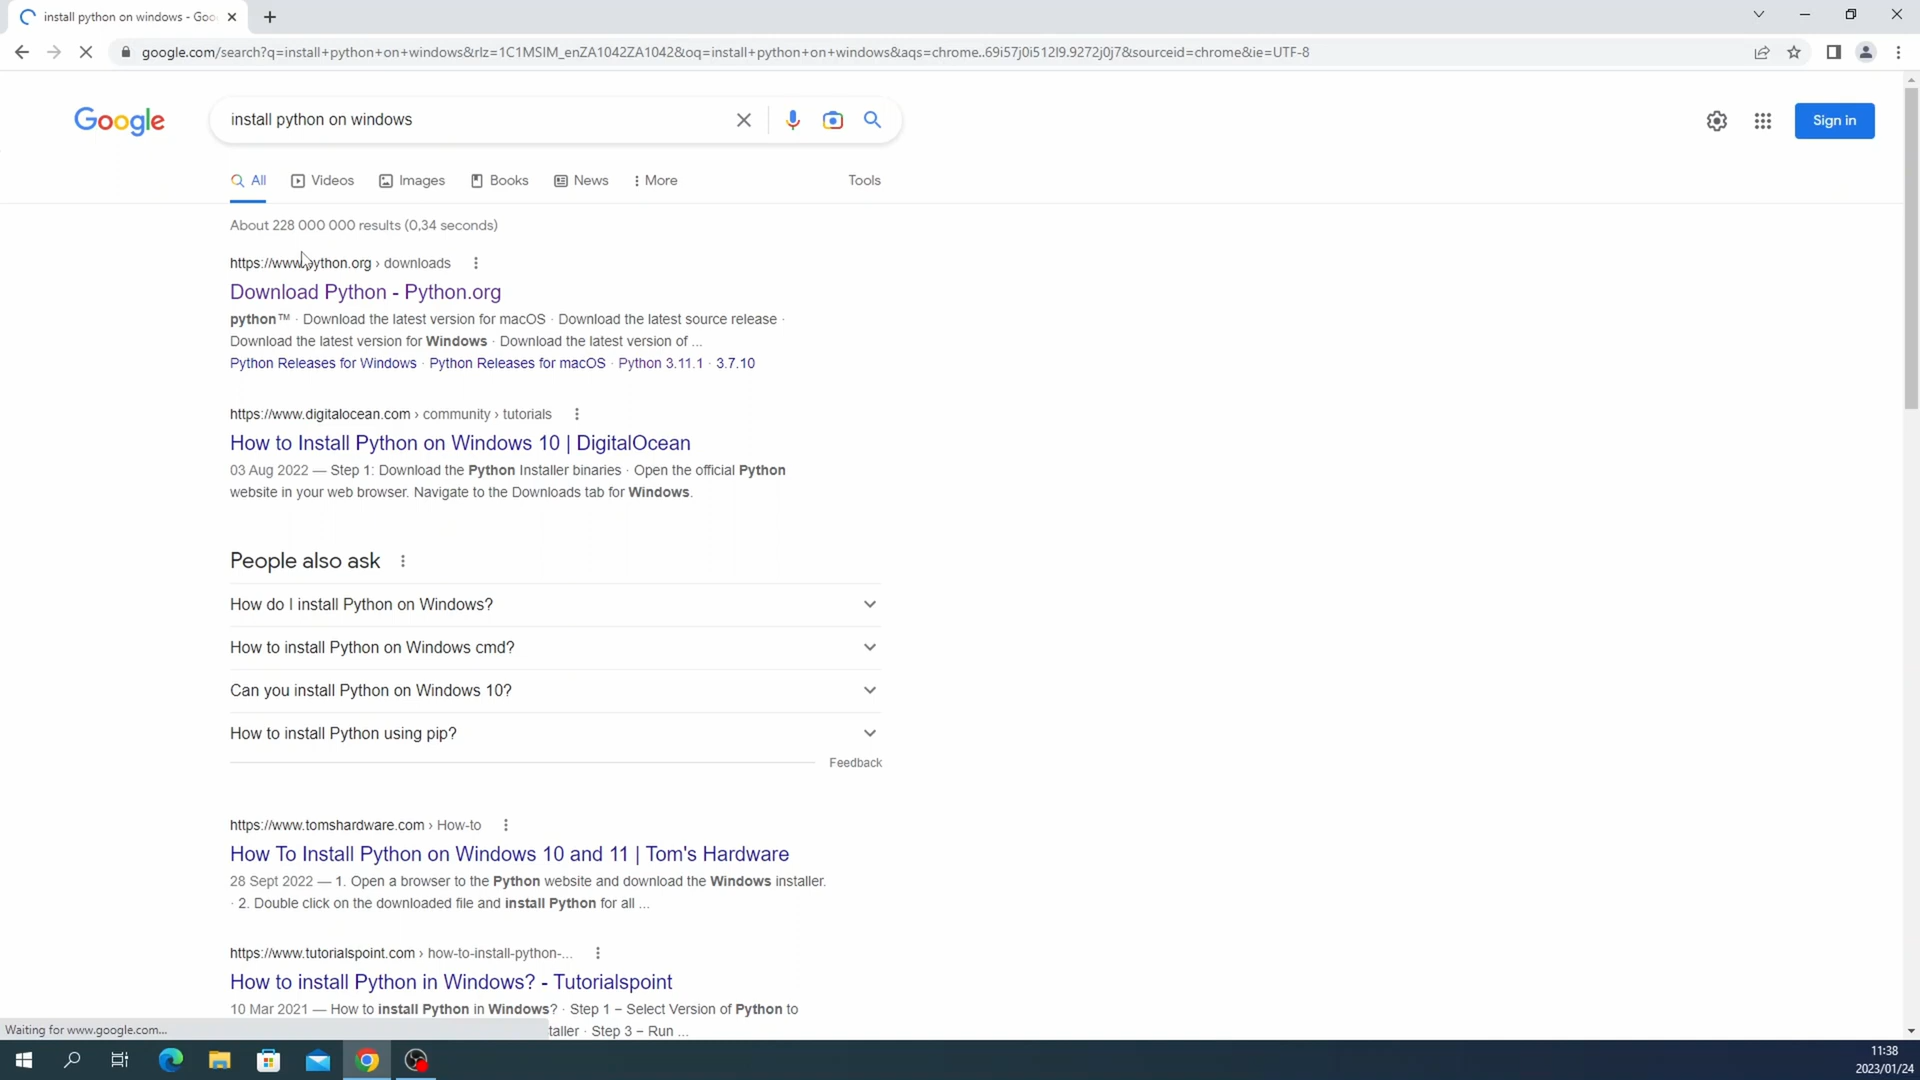 install python on windows - Goo
google.com/search?q=install+python+on+windows&rlz=1C1MSIM_enZA1042ZA1042&oq=install+python+on+windows&aqs=chrome..69i57j0i512l9.9272j0j7&sourceid=chrome&ie=UTF-8
Google
install python on windows
Sign in
All Videos Images Books News More Tools
About 228 000 000 results (0,34 seconds)
https://www.python.org › downloads
Download Python - Python.org
python™ · Download the latest version for macOS · Download the latest source release ·
Download the latest version for Windows · Download the latest version of ...
Python Releases for Windows · Python Releases for macOS · Python 3.11.1 · 3.7.10
https://www.digitalocean.com › community › tutorials
How to Install Python on Windows 10 | DigitalOcean
03 Aug 2022 — Step 1: Download the Python Installer binaries · Open the official Python
website in your web browser. Navigate to the Downloads tab for Windows.
People also ask
How do I install Python on Windows?
How to install Python on Windows cmd?
Can you install Python on Windows 10?
How to install Python using pip?
Feedback
https://www.tomshardware.com › How-to
How To Install Python on Windows 10 and 11 | Tom's Hardware
28 Sept 2022 — 1. Open a browser to the Python website and download the Windows installer.
· 2. Double click on the downloaded file and install Python for all ...
https://www.tutorialspoint.com › how-to-install-python-...
How to install Python in Windows? - Tutorialspoint
10 Mar 2021 — How to install Python in Windows? · Step 1 − Select Version of Python to
taller · Step 3 − Run ...
Waiting for www.google.com...
11:38
2023/01/24